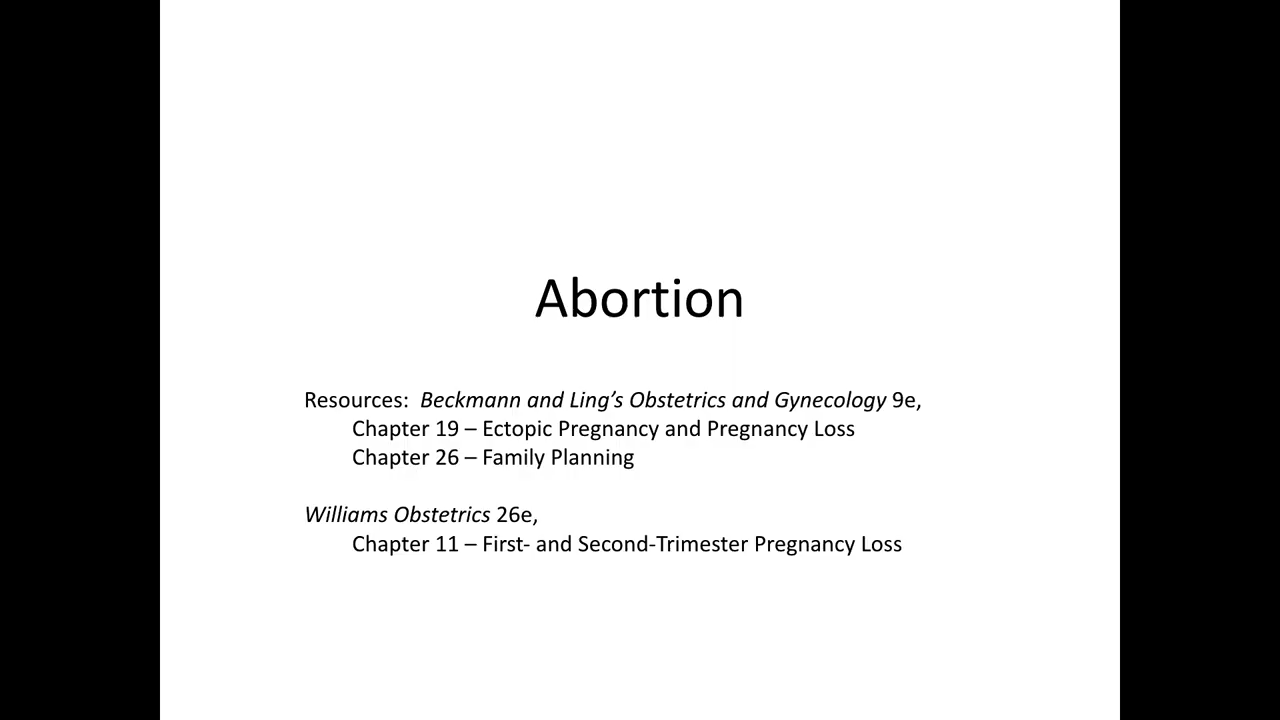 Abortion
Resources:  Beckmann and Ling’s Obstetrics and Gynecology 9e,
Chapter 19 – Ectopic Pregnancy and Pregnancy Loss
Chapter 26 – Family Planning
Williams Obstetrics 26e,
Chapter 11 – First- and Second-Trimester Pregnancy Loss